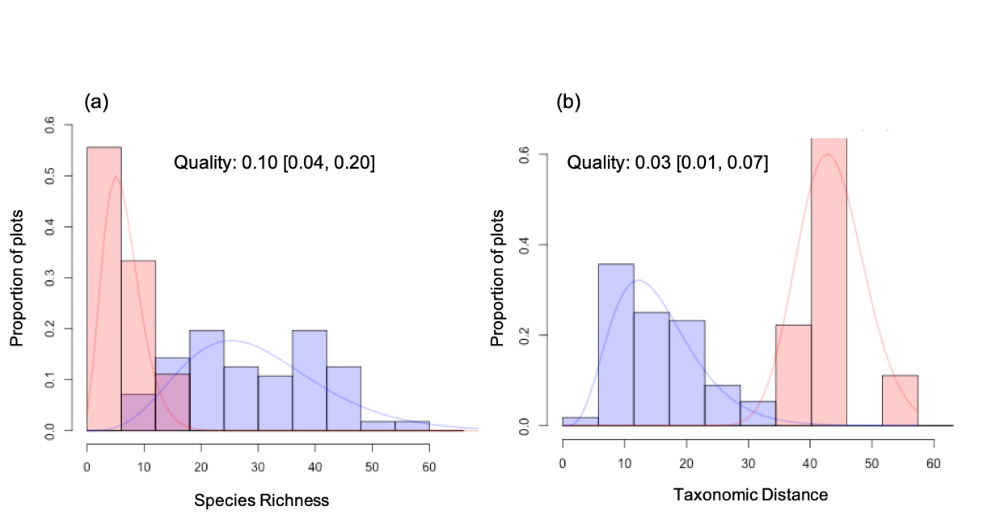 (a)
Quality: 0.10 [0.04, 0.20]
Proportion of plots
0.0 0.1 0.2 0.3 0.4 0.5 0.6
0 10 20 30 40 50 60
Species Richness
(b)
Quality: 0.03 [0.01, 0.07]
Proportion of plots
0.0 0.2 0.4 0.6
0 10 20 30 40 50 60
Taxonomic Distance